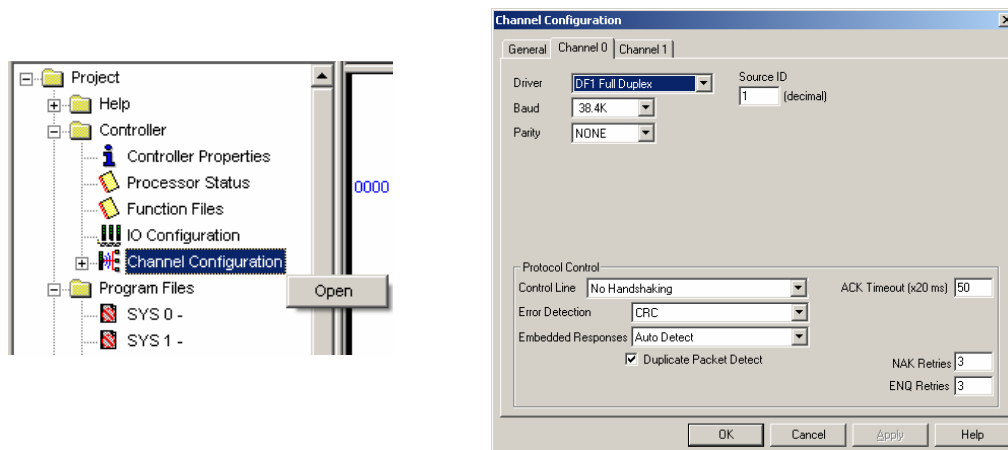 Project
Help
Controller
Controller Properties
Processor Status
Function Files
IO Configuration
Channel Configuration
Open
Program Files
SYS 0 -
SYS 1 -
0000
Channel Configuration
General Channel 0 Channel 1
Driver DF1 Full Duplex Source ID
1 (decimal)
Baud 38.4K
Parity NONE
Protocol Control
Control Line No Handshaking ACK Timeout (x20 ms) 50
Error Detection CRC
Embedded Responses Auto Detect
Duplicate Packet Detect NAK Retries 3
ENQ Retries 3
OK Cancel Apply Help